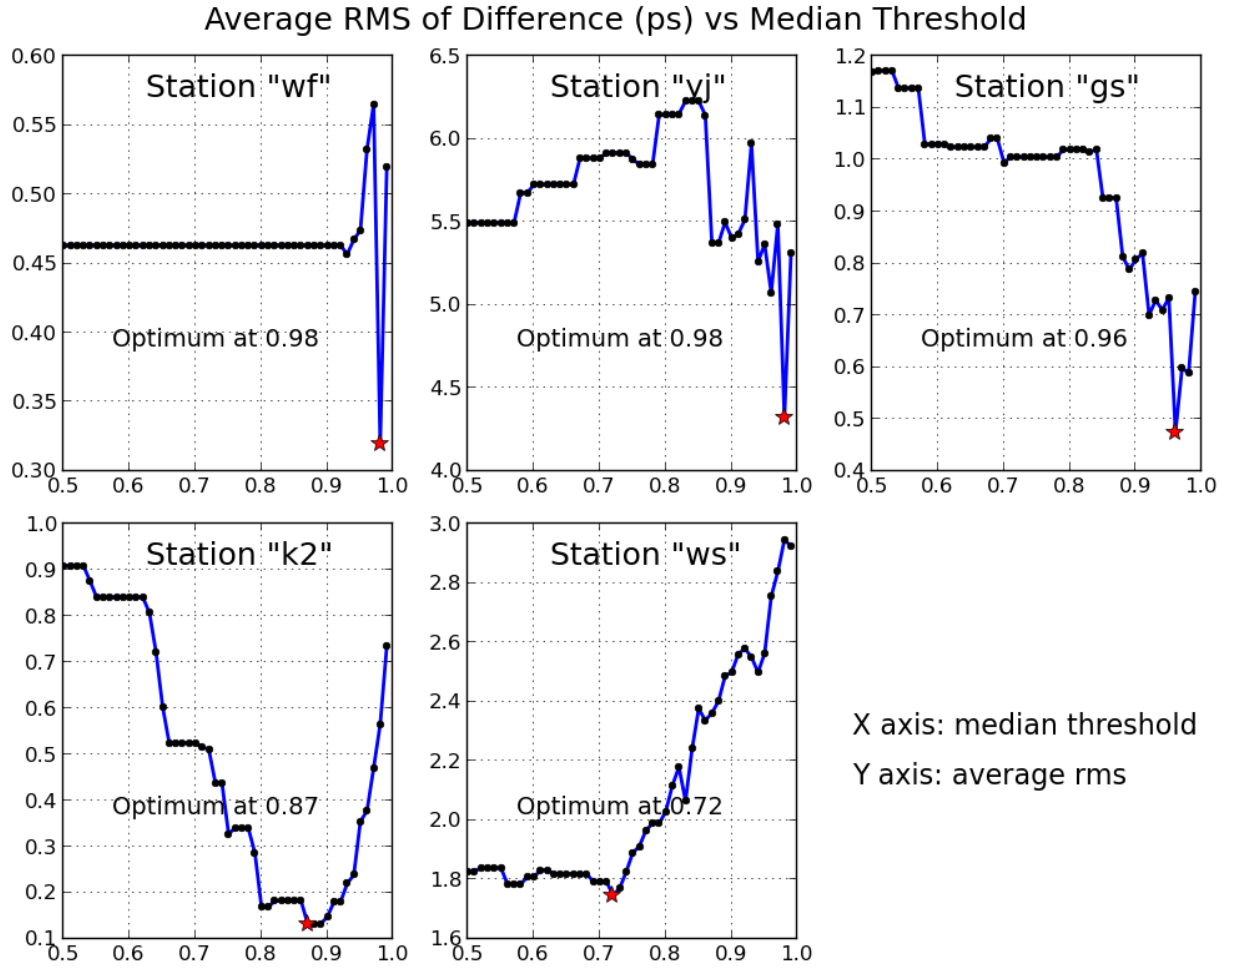 Average RMS of Difference (ps) vs Median Threshold
Station "wf"
0.60
0.55
0.50
0.45
0.40
0.35
0.30
Optimum at 0.98
0.5 0.6 0.7 0.8 0.9 1.0
Station "vj"
6.5
6.0
5.5
5.0
4.5
4.0
Optimum at 0.98
0.5 0.6 0.7 0.8 0.9 1.0
Station "gs"
1.2
1.1
1.0
0.9
0.8
0.7
0.6
0.5
0.4
Optimum at 0.96
0.5 0.6 0.7 0.8 0.9 1.0
Station "k2"
1.0
0.9
0.8
0.7
0.6
0.5
0.4
0.3
0.2
0.1
Optimum at 0.87
0.5 0.6 0.7 0.8 0.9 1.0
Station "ws"
3.0
2.8
2.6
2.4
2.2
2.0
1.8
1.6
Optimum at 0.72
0.5 0.6 0.7 0.8 0.9 1.0
X axis: median threshold
Y axis: average rms